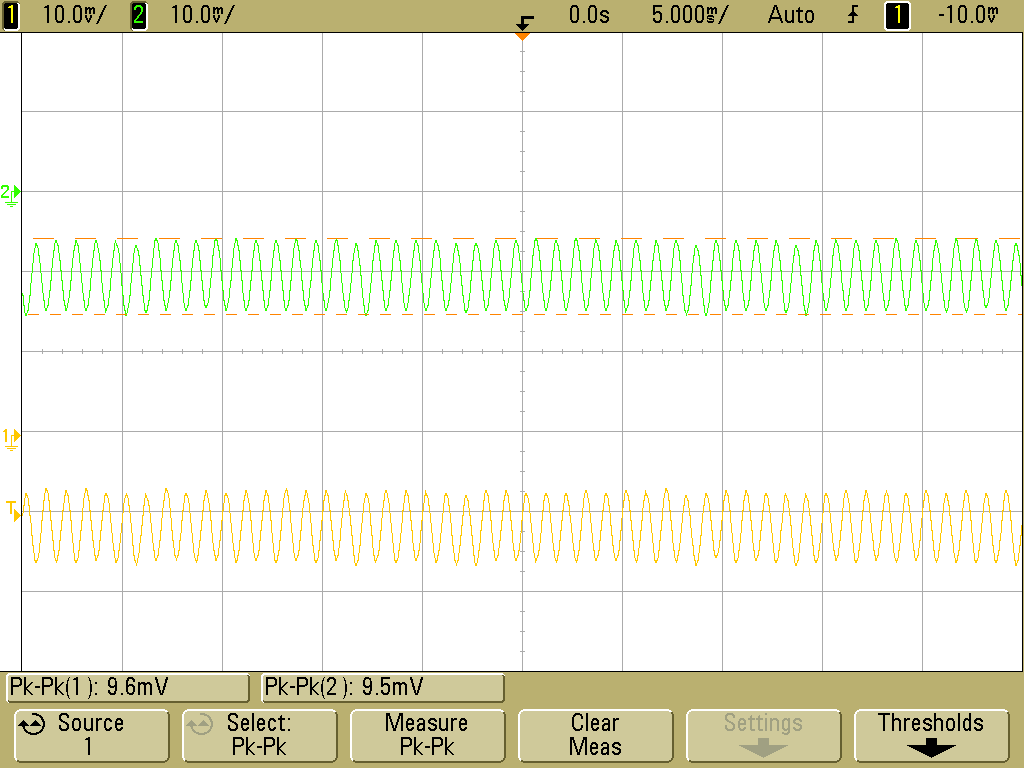 1 10.0mV/ 2 10.0mV/ 0.0s 5.000ms/ Auto 1 -10.0mV
2
1
T
Pk-Pk(1): 9.6mV Pk-Pk(2): 9.5mV
Source Select: Measure Clear Settings Thresholds
1 Pk-Pk Pk-Pk Meas